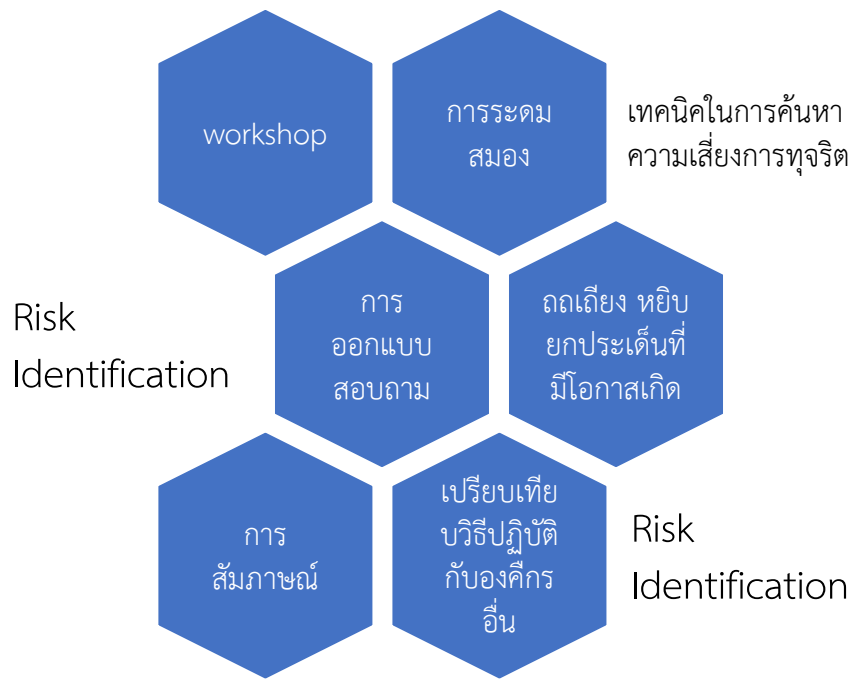 workshop
การระดม
สมอง
เทคนิคในการค้นหา
ความเสี่ยงการทุจริต
Risk
Identification
การ
ออกแบบ
สอบถาม
ถถเถียง หยิบ
ยกประเด็นที่
มีโอกาสเกิด
การ
สัมภาษณ์
เปรียบเทีย
บวิธีปฏิบัติ
กับองคืกร
อื่น
Risk
Identification